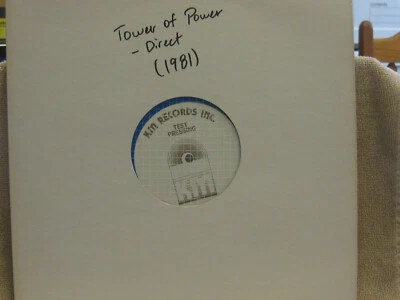 Tower of Power
- Direct
(1981)
KM RECORDS INC.
TEST
PRESSING
KM